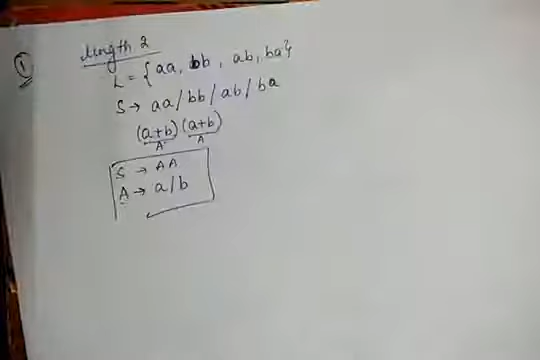 ① length 2
L = {aa, bb, ab, ba}
S → aa/bb/ab/ba
(a+b) (a+b)
A A
S → AA
A → a/b